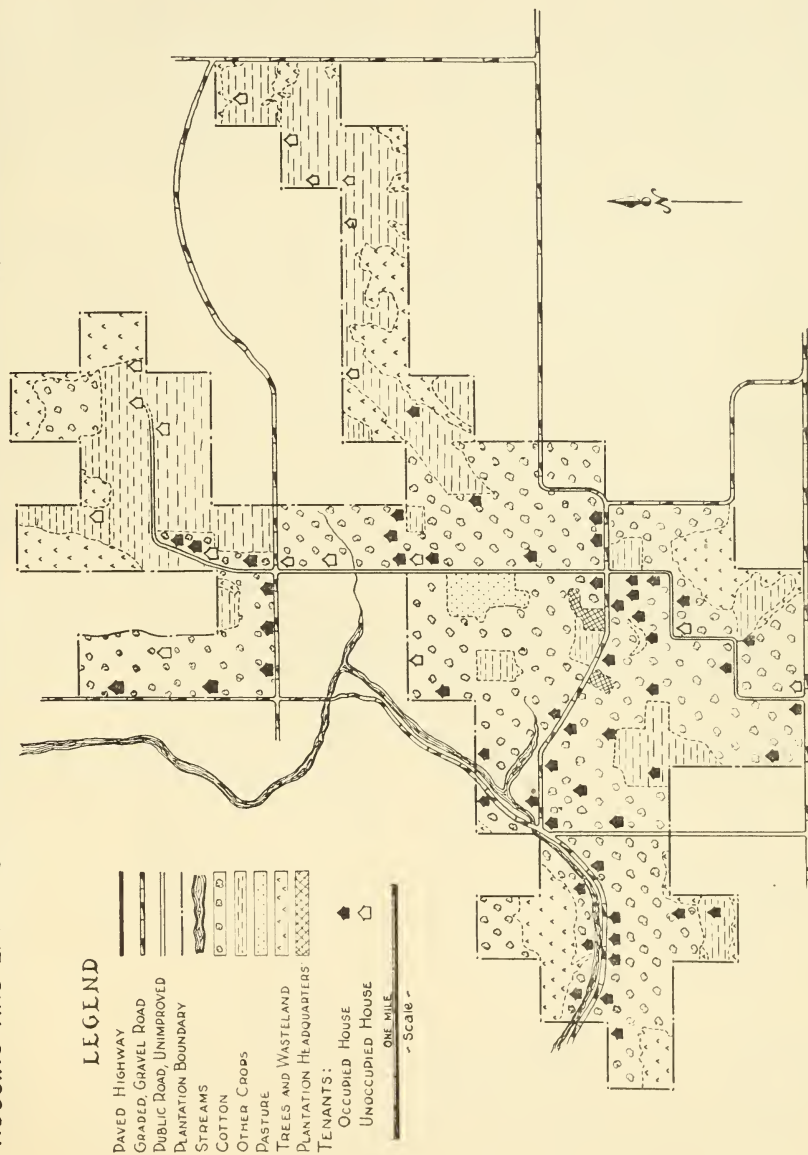 LEGEND
PAVED HIGHWAY
GRADED, GRAVEL ROAD
PUBLIC ROAD, UNIMPROVED
PLANTATION BOUNDARY
STREAMS
COTTON
OTHER CROPS
PASTURE
TREES AND WASTELAND
PLANTATION HEADQUARTERS
TENANTS:
OCCUPIED HOUSE
UNOCCUPIED HOUSE
ONE MILE
- Scale -
N